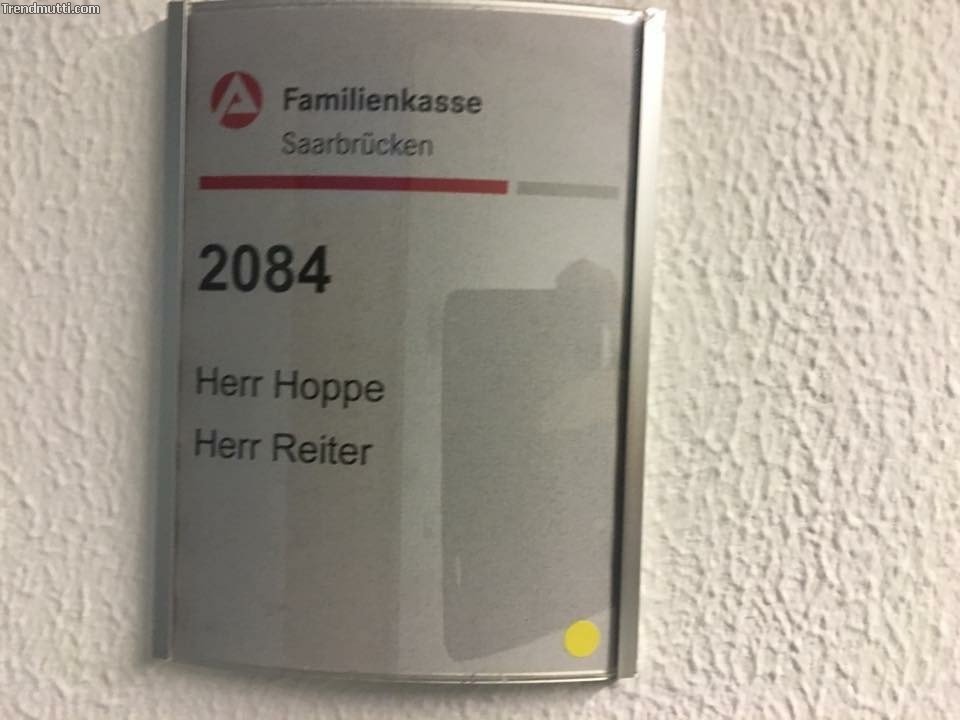 Trendmutti.com
Familienkasse
Saarbrücken
2084
Herr Hoppe
Herr Reiter